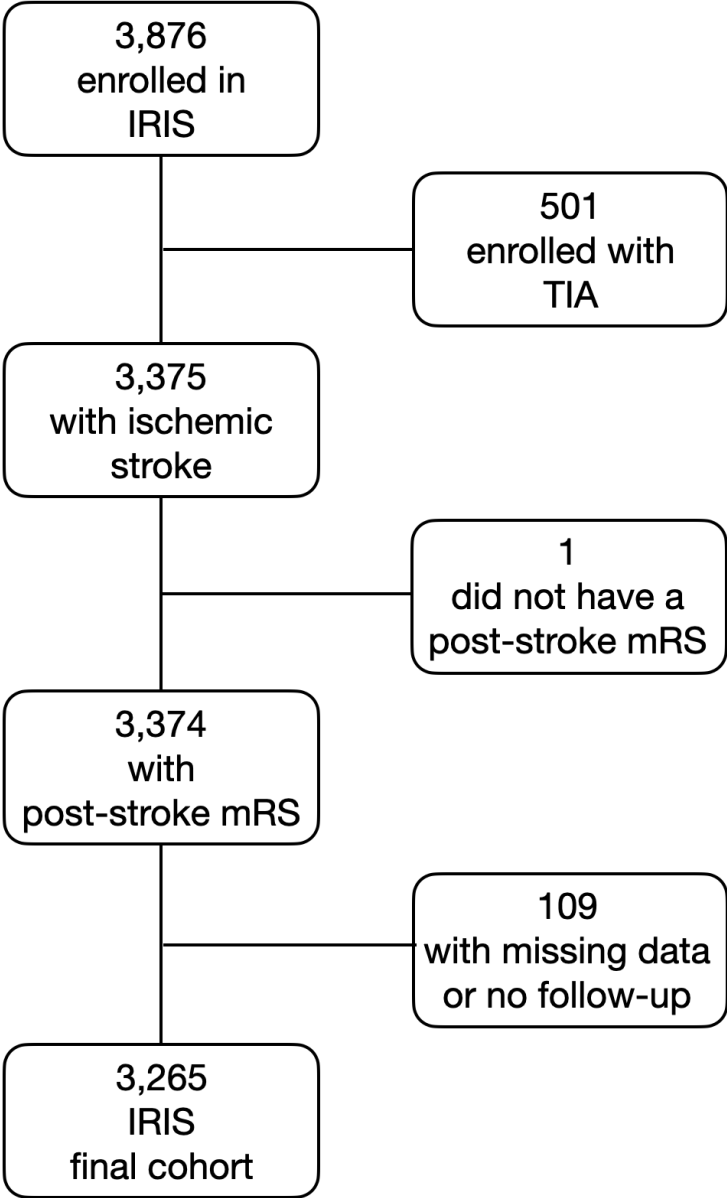 3,876
enrolled in
IRIS
501
enrolled with
TIA
3,375
with ischemic
stroke
1
did not have a
post-stroke mRS
3,374
with
post-stroke mRS
109
with missing data
or no follow-up
3,265
IRIS
final cohort